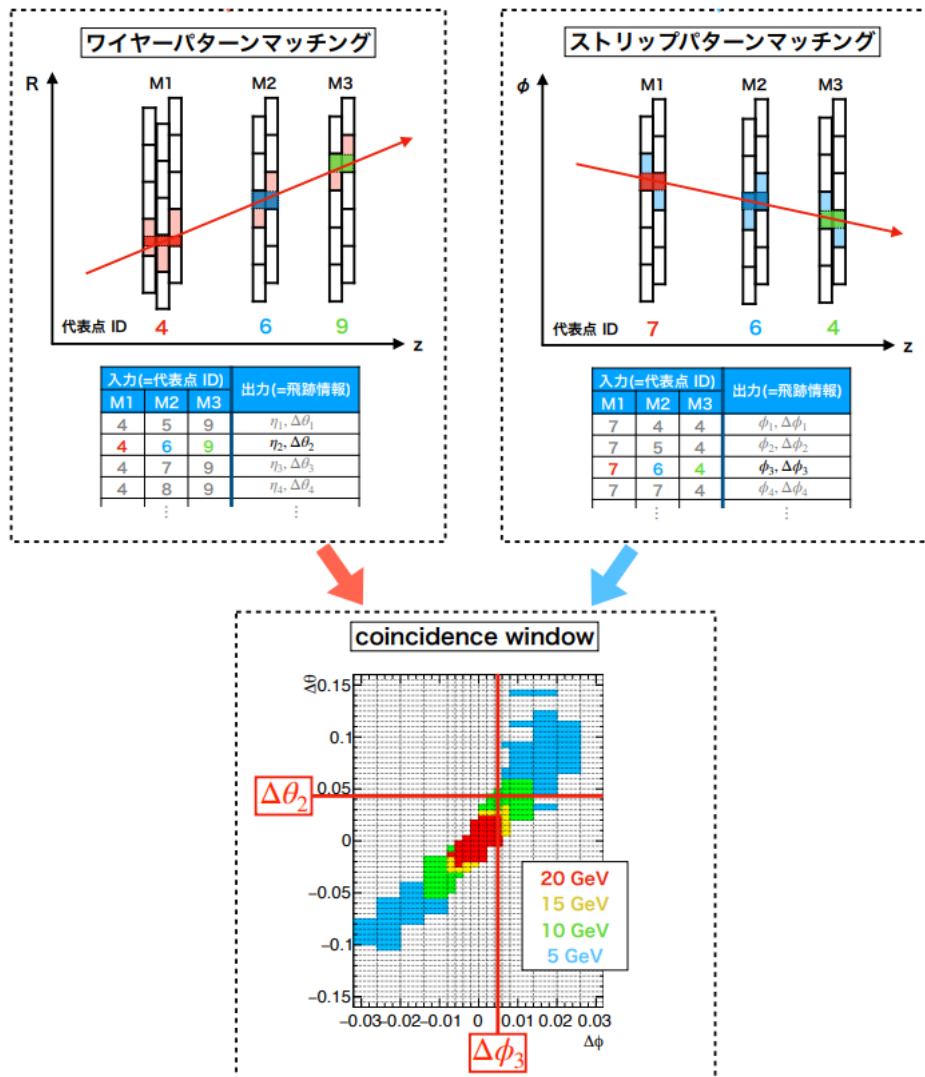 ワイヤーパターンマッチング
R
M1 M2 M3
代表点 ID 4 6 9
z
入力(=代表点 ID) 出力(=飛跡情報)
M1 M2 M3
4 5 9 η₁, Δθ₁
4 6 9 η₂, Δθ₂
4 7 9 η₃, Δθ₃
4 8 9 η₄, Δθ₄
⋮ ⋮
ストリップパターンマッチング
ϕ
M1 M2 M3
代表点 ID 7 6 4
z
入力(=代表点 ID) 出力(=飛跡情報)
M1 M2 M3
7 4 4 ϕ₁, Δϕ₁
7 5 4 ϕ₂, Δϕ₂
7 6 4 ϕ₃, Δϕ₃
7 7 4 ϕ₄, Δϕ₄
⋮ ⋮
coincidence window
Δθ
0.15
0.1
0.05
Δθ₂
0
−0.05
−0.1
−0.15
20 GeV
15 GeV
10 GeV
5 GeV
−0.03 −0.02 −0.01 0 0.01 0.02 0.03
Δϕ
Δϕ₃